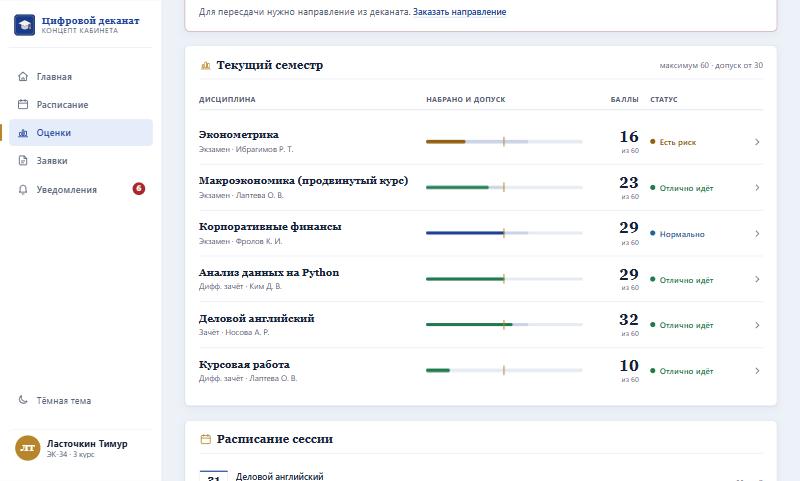 Цифровой деканат
КОНЦЕПТ КАБИНЕТА
Главная
Расписание
Оценки
Заявки
Уведомления 6
Тёмная тема
ЛТ
Ласточкин Тимур
ЭК-34 · 3 курс
Для пересдачи нужно направление из деканата. Заказать направление
Текущий семестр
максимум 60 · допуск от 30
ДИСЦИПЛИНА НАБРАНО И ДОПУСК БАЛЛЫ СТАТУС
Эконометрика
Экзамен · Ибрагимов Р. Т.
16
из 60
Есть риск
Макроэкономика (продвинутый курс)
Экзамен · Лаптева О. В.
23
из 60
Отлично идёт
Корпоративные финансы
Экзамен · Фролов К. И.
29
из 60
Нормально
Анализ данных на Python
Дифф. зачёт · Ким Д. В.
29
из 60
Отлично идёт
Деловой английский
Зачёт · Носова А. Р.
32
из 60
Отлично идёт
Курсовая работа
Дифф. зачёт · Лаптева О. В.
10
из 60
Отлично идёт
Расписание сессии
Деловой английский